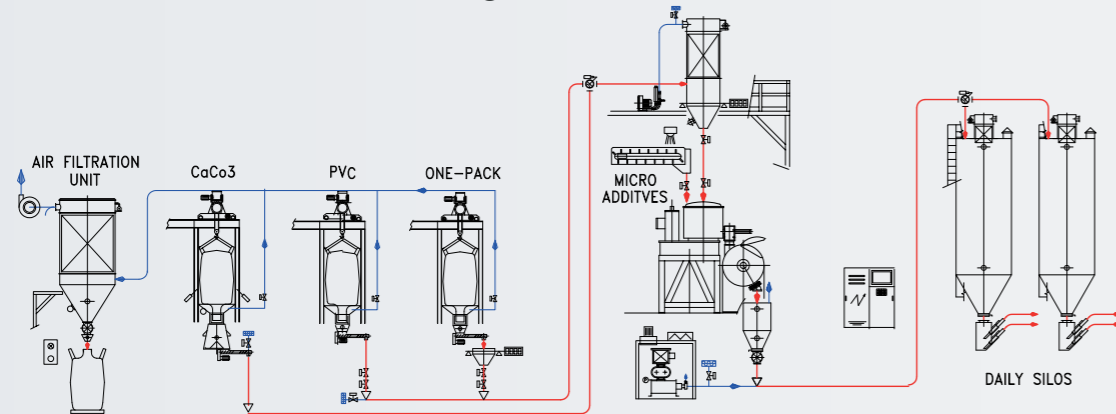 AIR FILTRATION
UNIT
CaCo3
PVC
ONE-PACK
MICRO
ADDITVES
DAILY SILOS